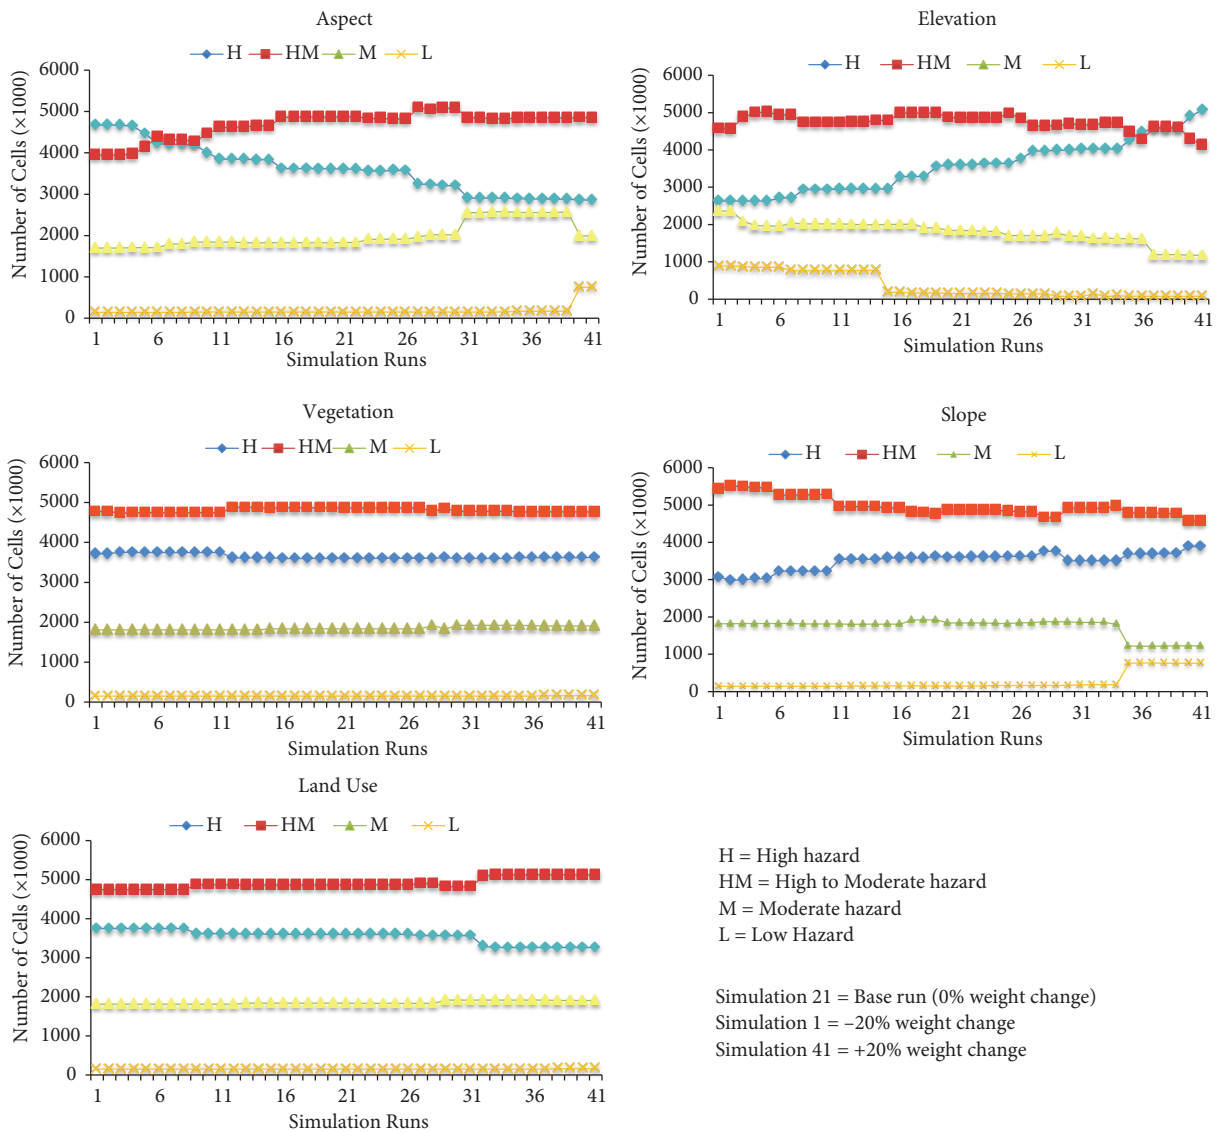 Aspect
H HM M L
Number of Cells (×1000)
6000
5000
4000
3000
2000
1000
0
1 6 11 16 21 26 31 36 41
Simulation Runs
Elevation
H HM M L
Number of Cells (×1000)
6000
5000
4000
3000
2000
1000
0
1 6 11 16 21 26 31 36 41
Simulation Runs
Vegetation
H HM M L
Number of Cells (×1000)
6000
5000
4000
3000
2000
1000
0
1 6 11 16 21 26 31 36 41
Simulation Runs
Slope
H HM M L
Number of Cells (×1000)
6000
5000
4000
3000
2000
1000
0
1 6 11 16 21 26 31 36 41
Simulation Runs
Land Use
H HM M L
Number of Cells (×1000)
6000
5000
4000
3000
2000
1000
0
1 6 11 16 21 26 31 36 41
Simulation Runs
H = High hazard
HM = High to Moderate hazard
M = Moderate hazard
L = Low Hazard
Simulation 21 = Base run (0% weight change)
Simulation 1 = –20% weight change
Simulation 41 = +20% weight change